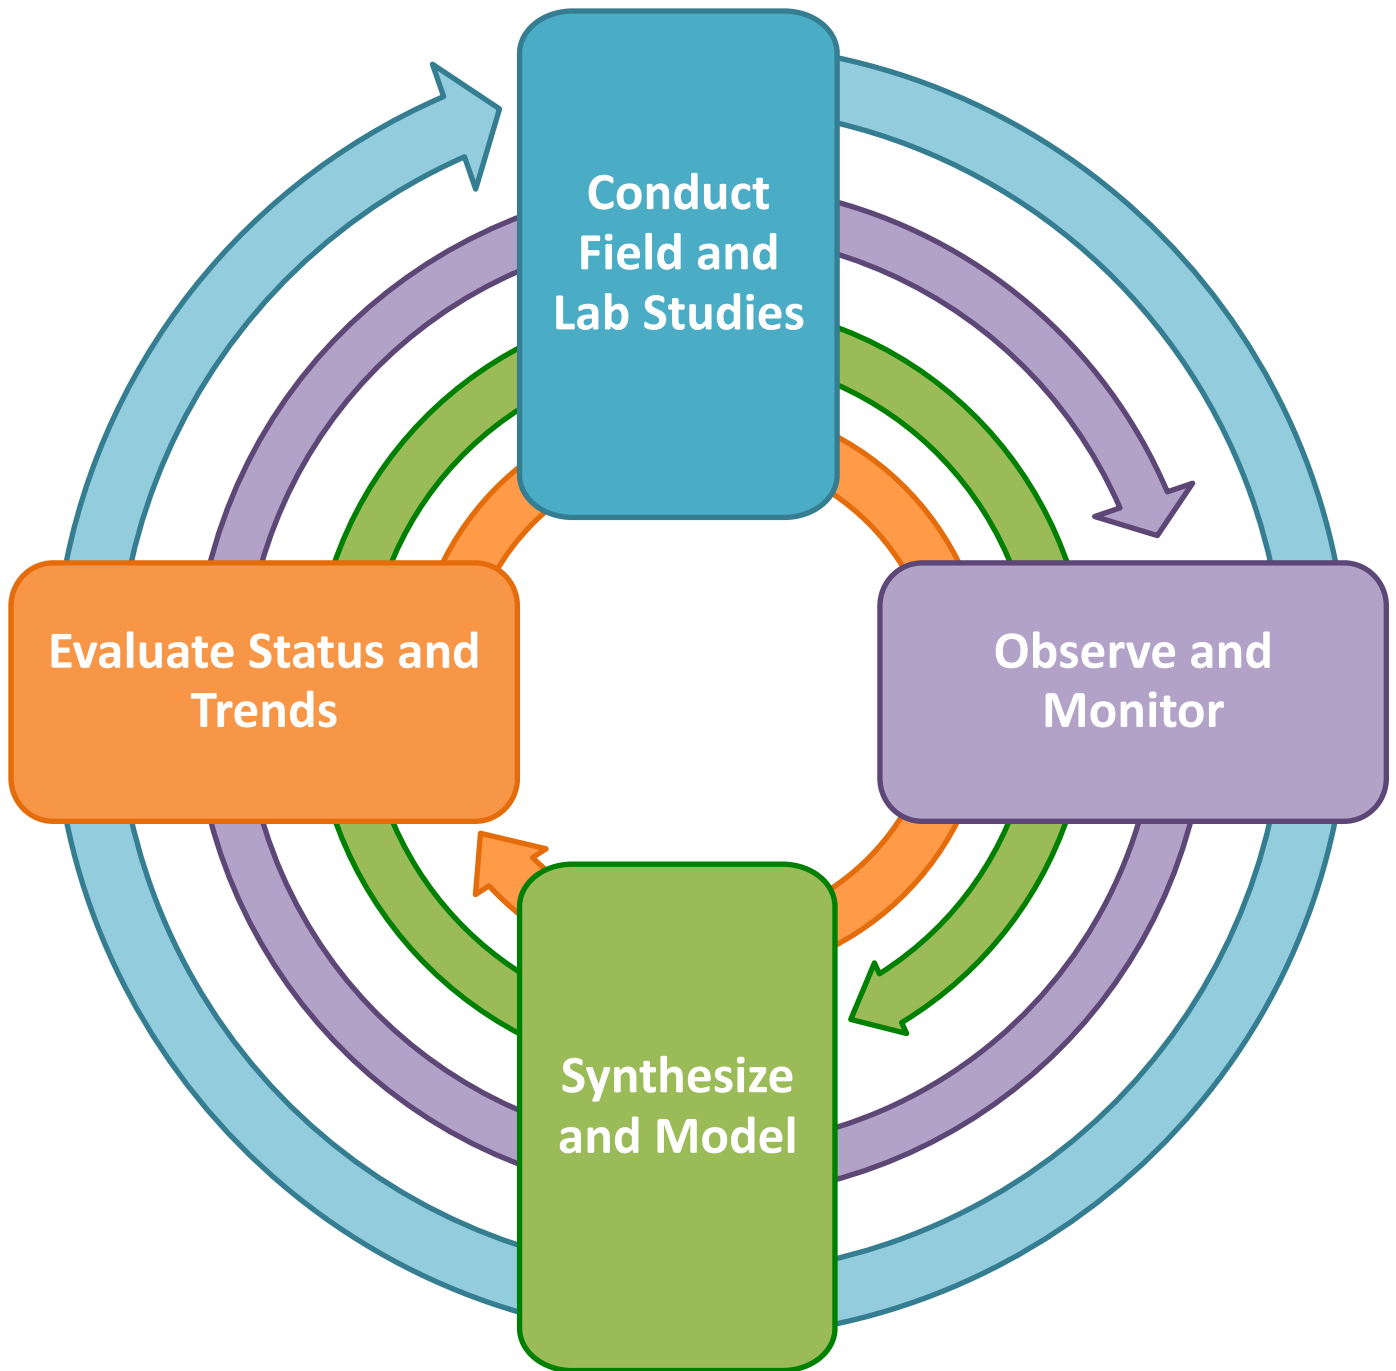 Conduct
Field and
Lab Studies
Evaluate Status and
Trends
Observe and
Monitor
Synthesize
and Model